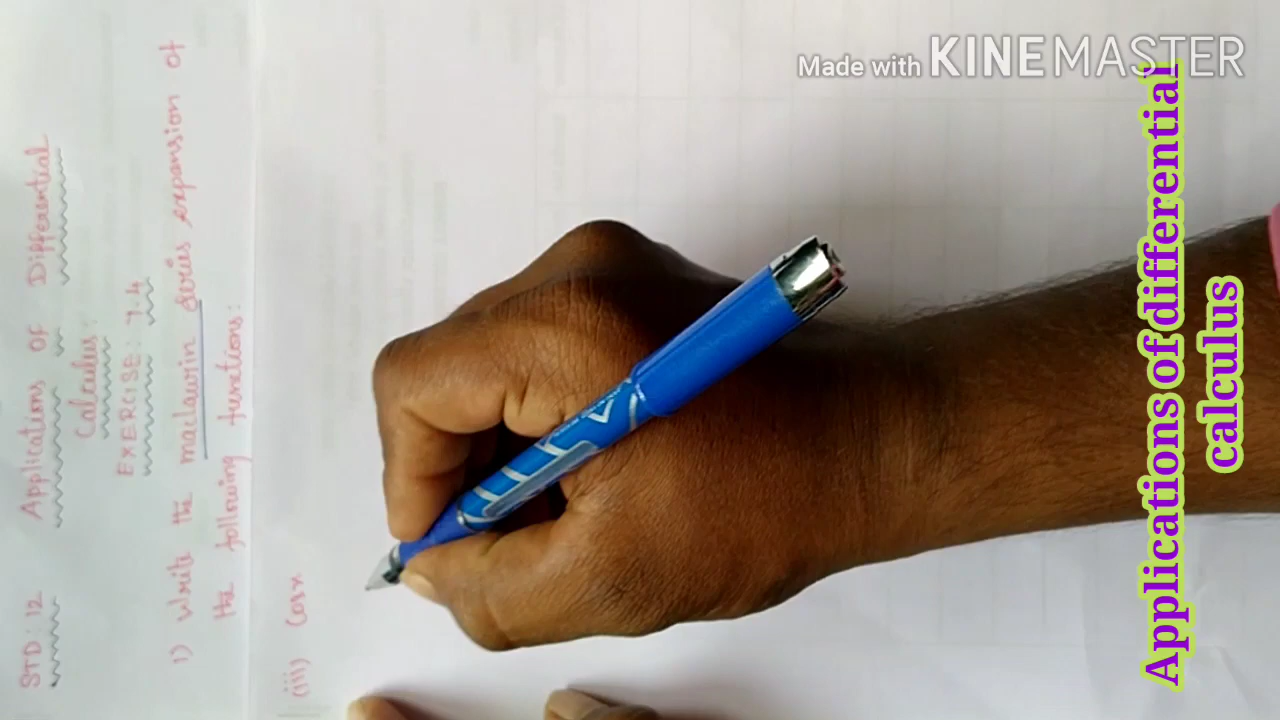 STD : 12 Applications Of Differential
Calculus:
EXERCISE : 7.4
1) Write the maclaurin series expansion of
the following functions:
(iii) cosx
Made with KINEMASTER
Applications of differential
calculus